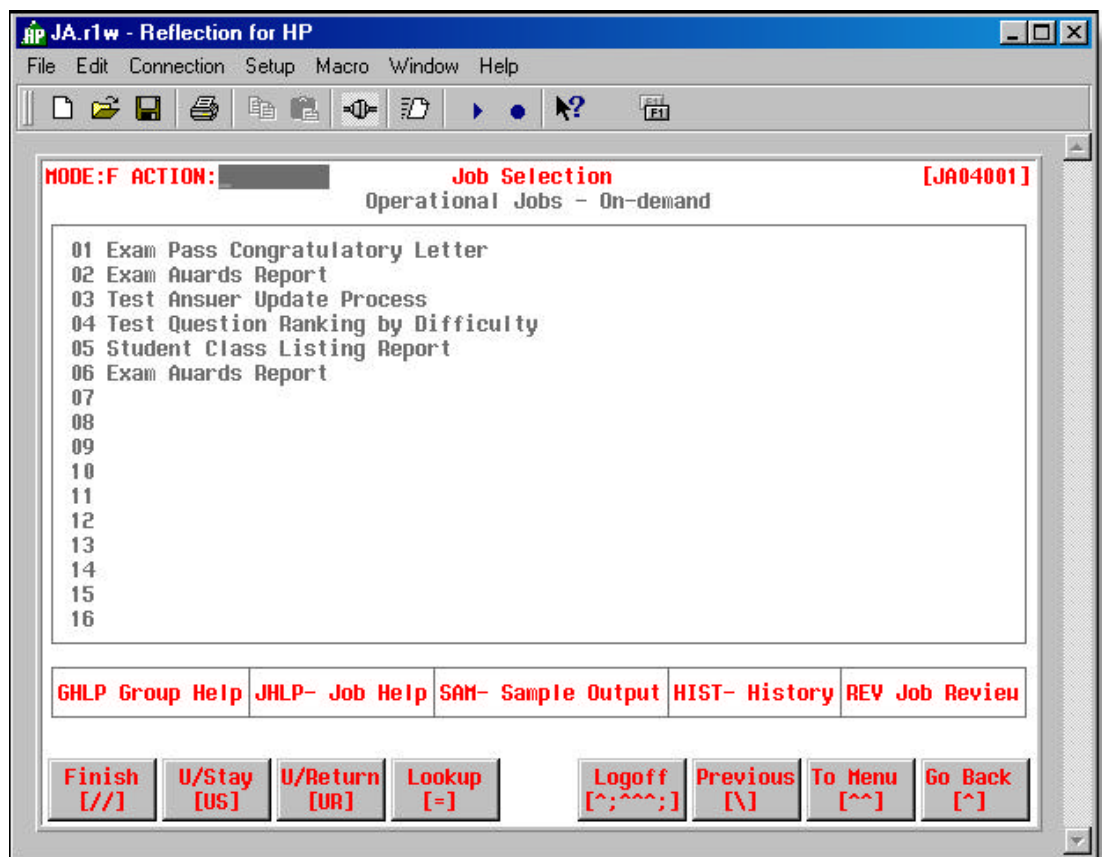 JA.r1w - Reflection for HP
File Edit Connection Setup Macro Window Help
MODE:F ACTION:_ Job Selection [JA04001]
Operational Jobs - On-demand
01 Exam Pass Congratulatory Letter
02 Exam Awards Report
03 Test Answer Update Process
04 Test Question Ranking by Difficulty
05 Student Class Listing Report
06 Exam Awards Report
07
08
09
10
11
12
13
14
15
16
GHLP Group Help JHLP- Job Help SAM- Sample Output HIST- History REV Job Review
Finish U/Stay U/Return Lookup Logoff Previous To Menu Go Back
[//] [US] [UR] [=] [^;^^^;] [\] [^^] [^]